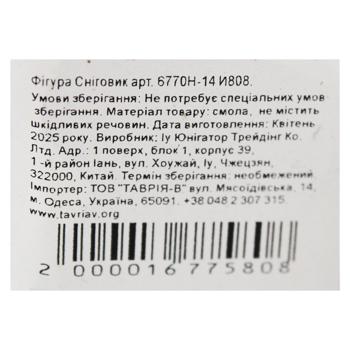 Фігура Сніговик арт. 6770Н-14 И808.
Умови зберігання: Не потребує спеціальних умов
зберігання. Матеріал товару: смола, не містить
шкідливих речовин. Дата виготовлення: Квітень
2025 року. Виробник: Іу Юнігатор Трейдінг Ко.
Лтд. Адр.: 1 поверх, блок 1, корпус 39,
1 -й район Іань, вул. Хоужай, Іу, Чжецзян,
322000, Китай. Термін зберігання: необмежений.
Імпортер: ТОВ "ТАВРІЯ-В" вул. Мясоїдівська, 14,
м. Одеса, Україна, 65091. +38 048 2 307 315.
www.tavriav.org
2 000016 775808